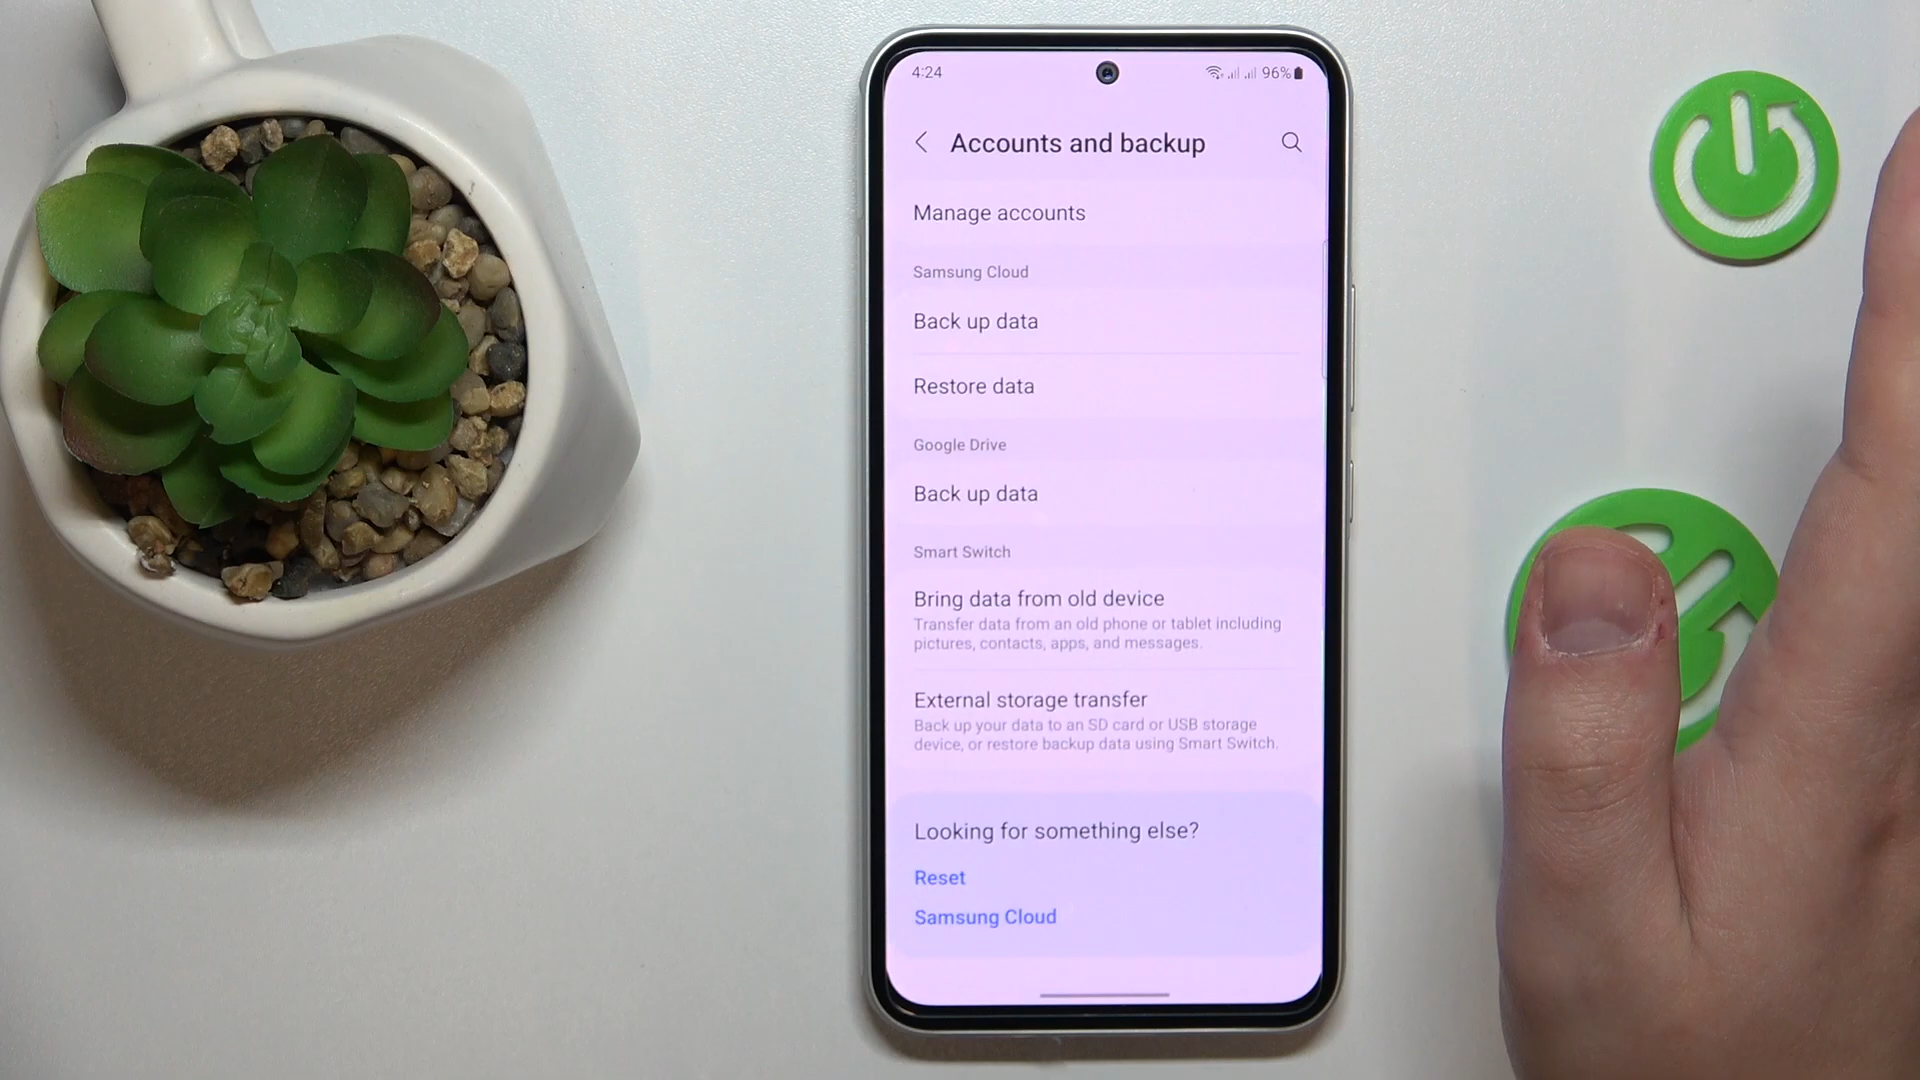 4:24
96%
Accounts and backup
Manage accounts
Samsung Cloud
Back up data
Restore data
Google Drive
Back up data
Smart Switch
Bring data from old device
Transfer data from an old phone or tablet including
pictures, contacts, apps, and messages.
External storage transfer
Back up your data to an SD card or USB storage
device, or restore backup data using Smart Switch.
Looking for something else?
Reset
Samsung Cloud